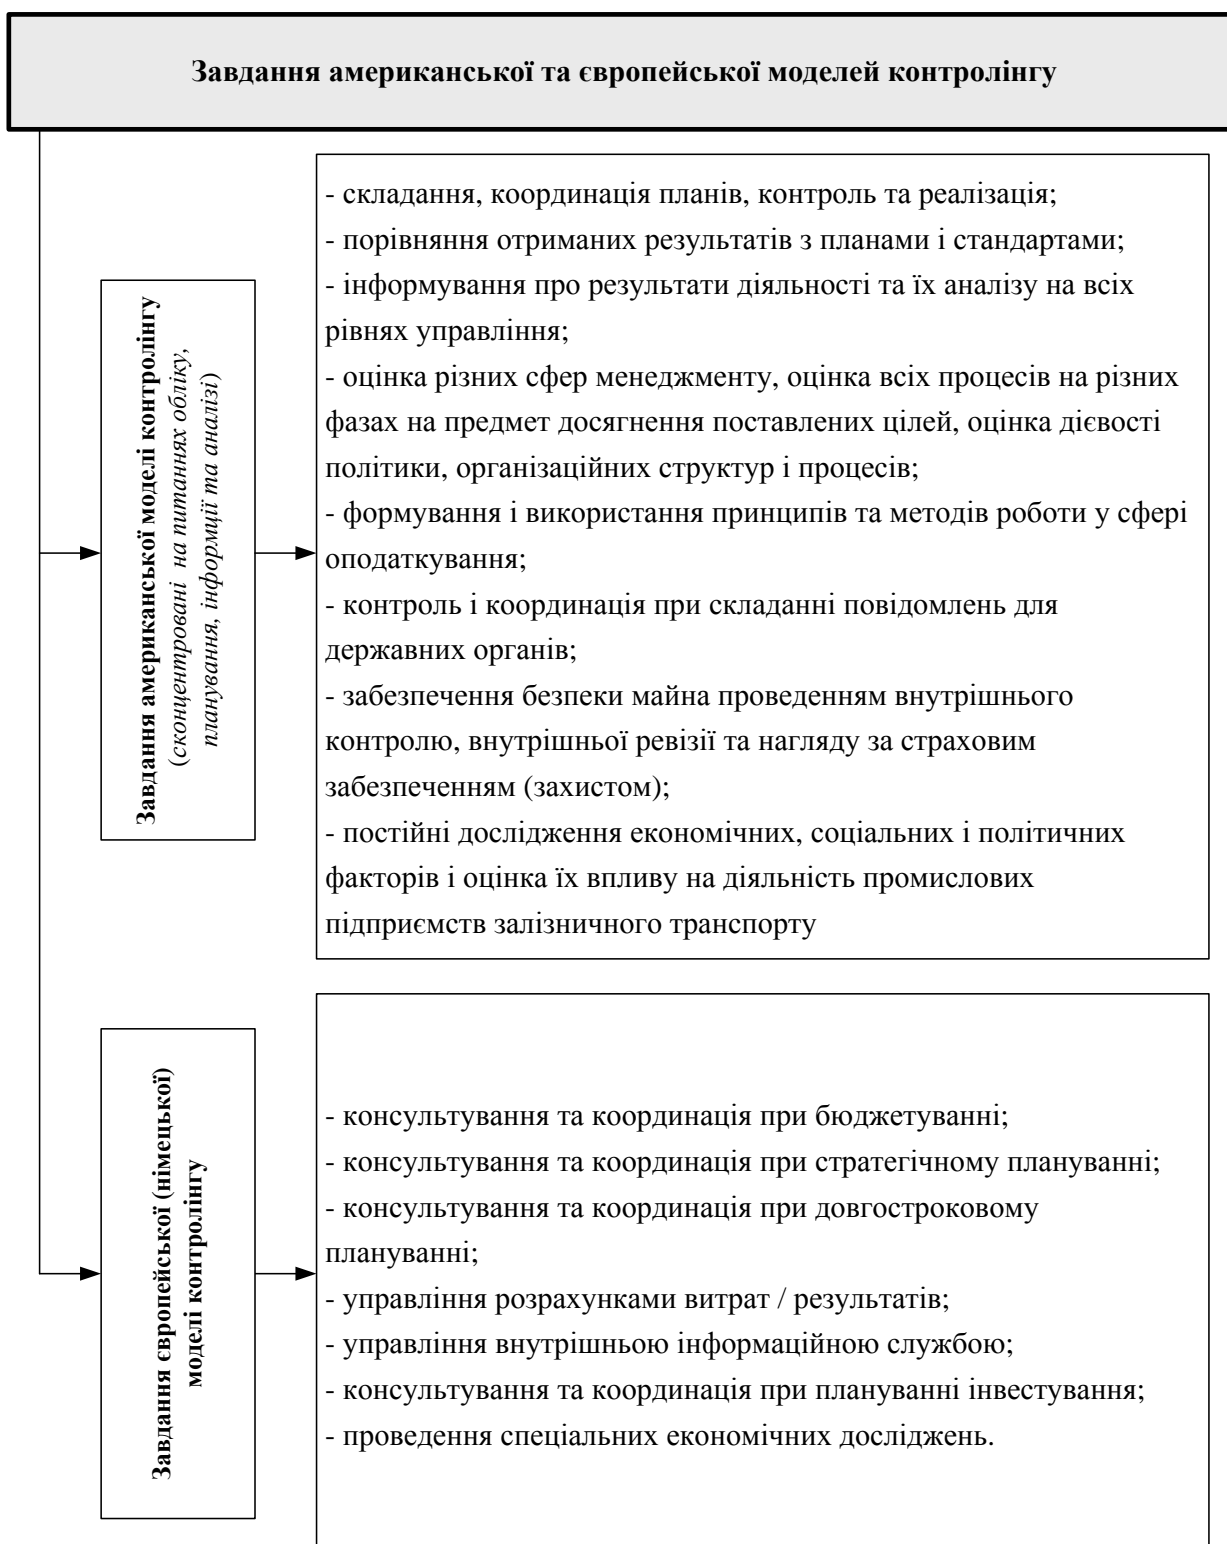 Завдання американської та європейської моделей контролінгу
Завдання американської моделі контролінгу
(сконцентровані на питаннях обліку,
планування, інформації та аналізі)
- складання, координація планів, контроль та реалізація;
- порівняння отриманих результатів з планами і стандартами;
- інформування про результати діяльності та їх аналізу на всіх
рівнях управління;
- оцінка різних сфер менеджменту, оцінка всіх процесів на різних
фазах на предмет досягнення поставлених цілей, оцінка дієвості
політики, організаційних структур і процесів;
- формування і використання принципів та методів роботи у сфері
оподаткування;
- контроль і координація при складанні повідомлень для
державних органів;
- забезпечення безпеки майна проведенням внутрішнього
контролю, внутрішньої ревізії та нагляду за страховим
забезпеченням (захистом);
- постійні дослідження економічних, соціальних і політичних
факторів і оцінка їх впливу на діяльність промислових
підприємств залізничного транспорту
Завдання європейської (німецької)
моделі контролінгу
- консультування та координація при бюджетуванні;
- консультування та координація при стратегічному плануванні;
- консультування та координація при довгостроковому
плануванні;
- управління розрахунками витрат / результатів;
- управління внутрішньою інформаційною службою;
- консультування та координація при плануванні інвестування;
- проведення спеціальних економічних досліджень.